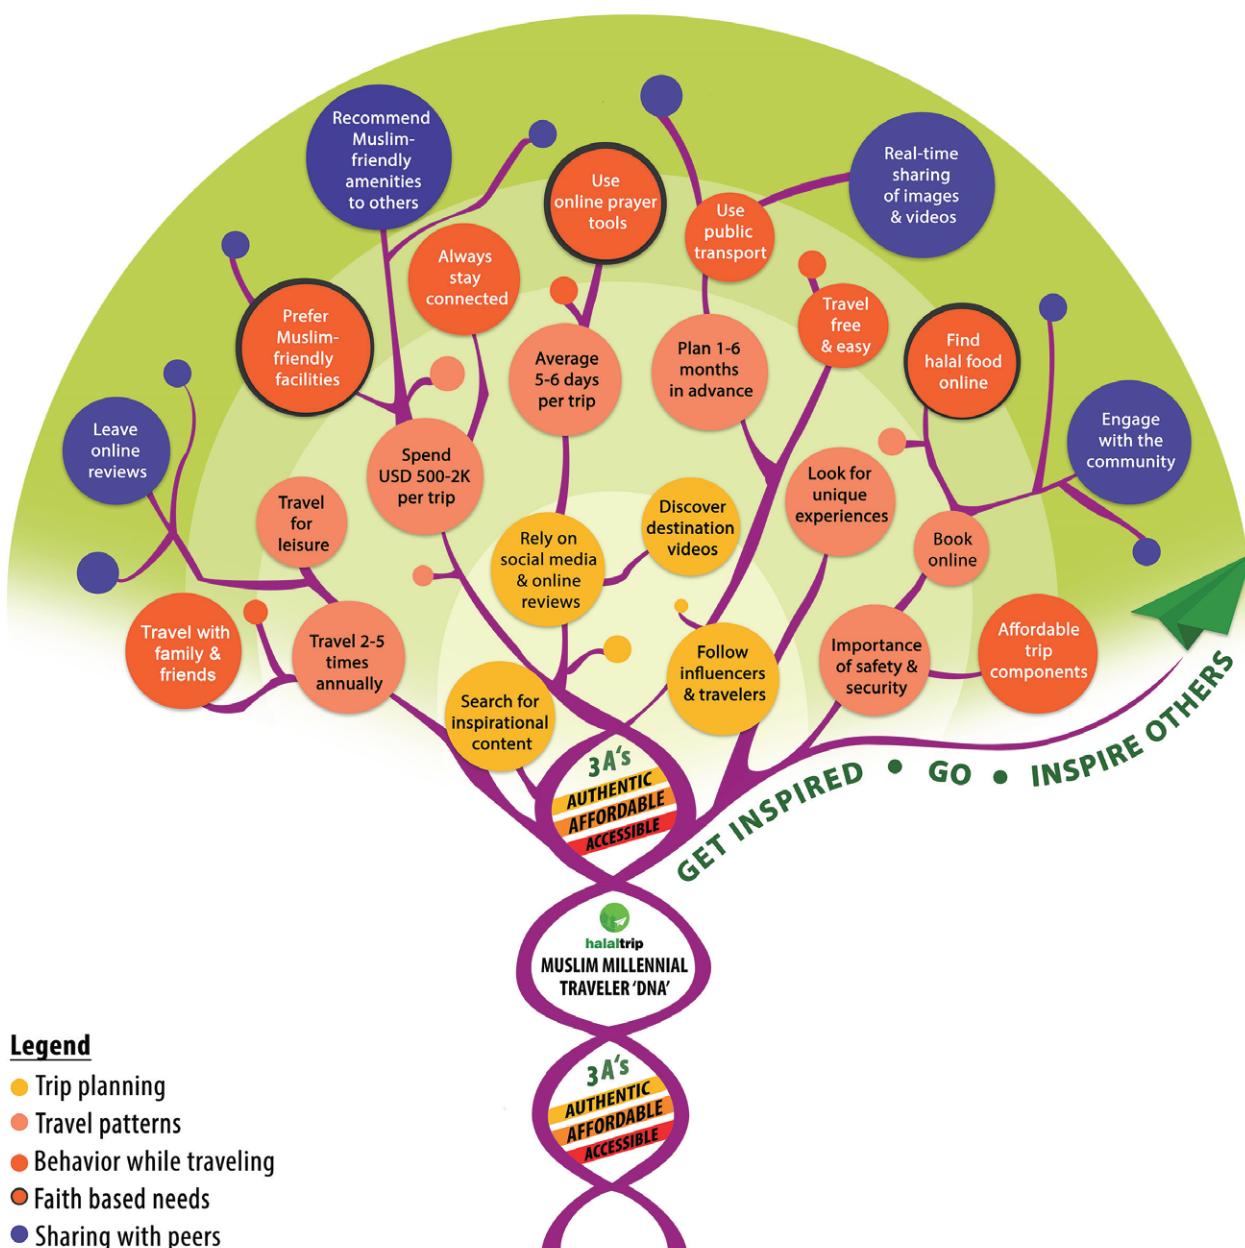 Recommend
Muslim-
friendly
amenities
to others
Real-time
sharing
of images
& videos
Use
online prayer
tools
Use
public
transport
Always
stay
connected
Prefer
Muslim-
friendly
facilities
Travel
free
& easy
Find
halal food
online
Average
5-6 days
per trip
Plan 1-6
months
in advance
Leave
online
reviews
Engage
with the
community
Spend
USD 500-2K
per trip
Look for
unique
experiences
Travel
for
leisure
Discover
destination
videos
Rely on
social media
& online
reviews
Book
online
Travel with
family &
friends
Travel 2-5
times
annually
Follow
influencers
& travelers
Importance
of safety &
security
Affordable
trip
components
Search for
inspirational
content
3A's
AUTHENTIC
AFFORDABLE
ACCESSIBLE
GET INSPIRED • GO • INSPIRE OTHERS
halaltrip
MUSLIM MILLENNIAL
TRAVELER 'DNA'
3A's
AUTHENTIC
AFFORDABLE
ACCESSIBLE
Legend
Trip planning
Travel patterns
Behavior while traveling
Faith based needs
Sharing with peers